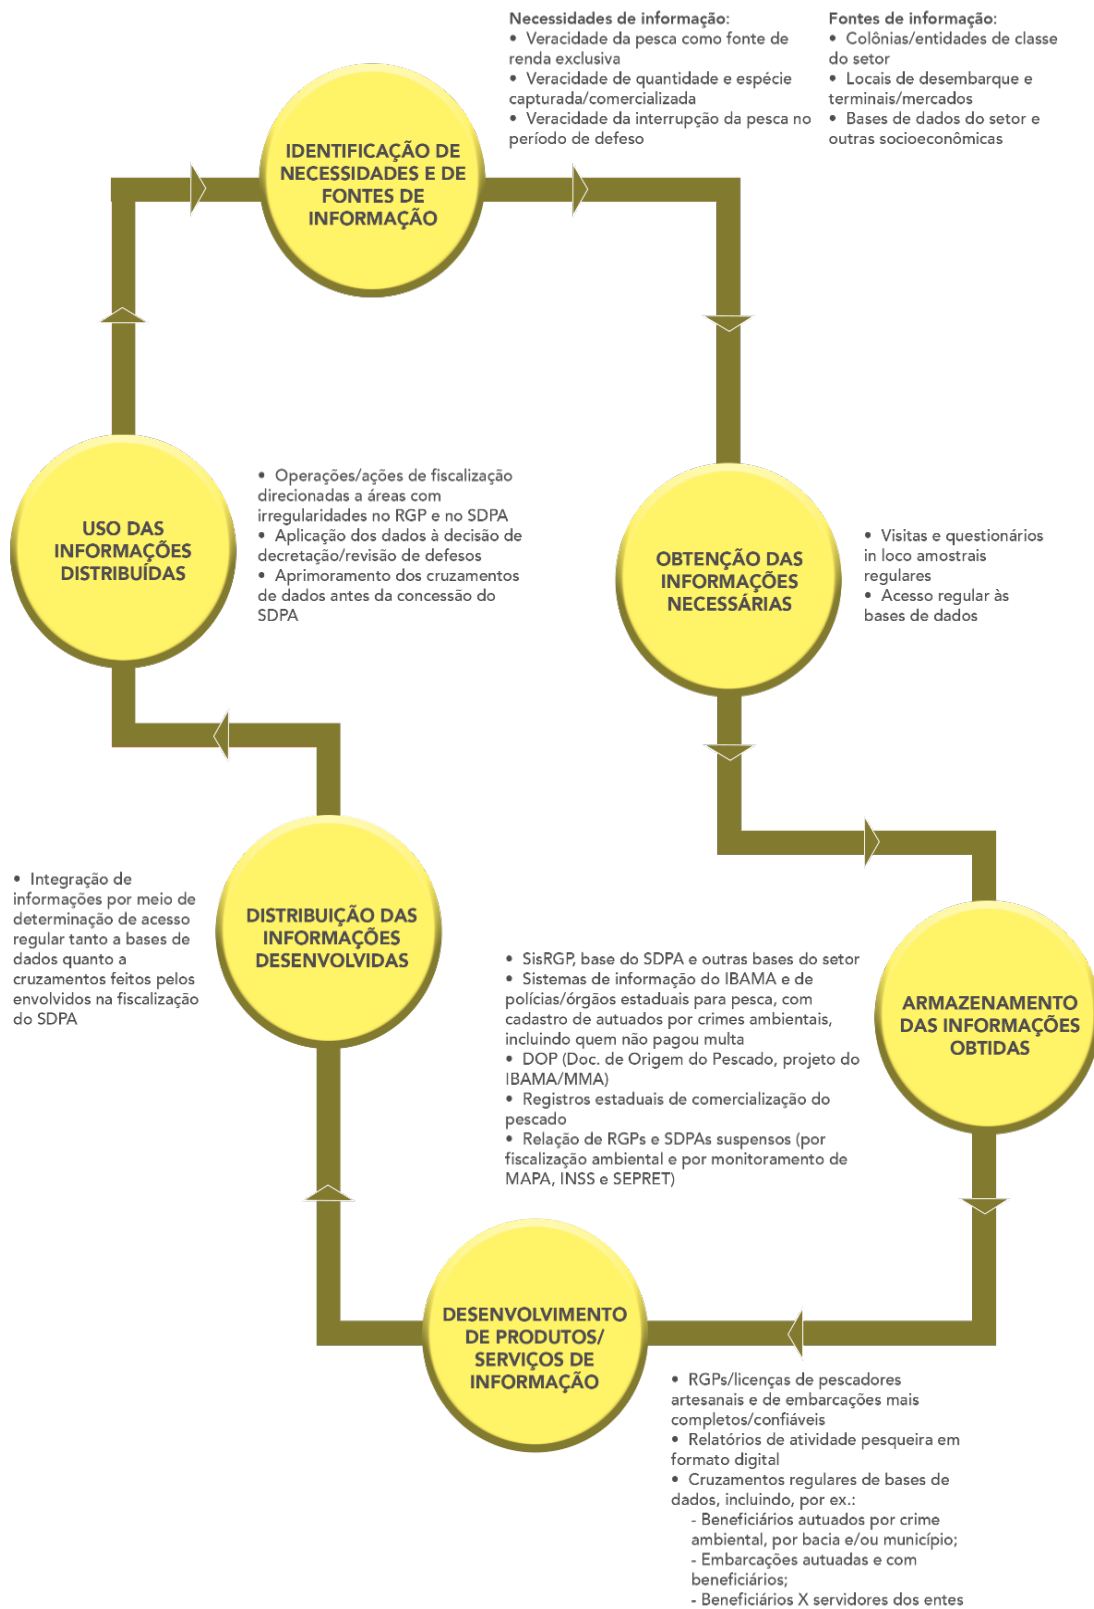 Necessidades de informação:
• Veracidade da pesca como fonte de
renda exclusiva
• Veracidade de quantidade e espécie
capturada/comercializada
• Veracidade da interrupção da pesca no
período de defeso
Fontes de informação:
• Colônias/entidades de classe
do setor
• Locais de desembarque e
terminais/mercados
• Bases de dados do setor e
outras socioeconômicas
IDENTIFICAÇÃO DE
NECESSIDADES E DE
FONTES DE
INFORMAÇÃO
OBTENÇÃO DAS
INFORMAÇÕES
NECESSÁRIAS
• Visitas e questionários
in loco amostrais
regulares
• Acesso regular às
bases de dados
ARMAZENAMENTO
DAS INFORMAÇÕES
OBTIDAS
• SisRGP, base do SDPA e outras bases do setor
• Sistemas de informação do IBAMA e de
polícias/órgãos estaduais para pesca, com
cadastro de autuados por crimes ambientais,
incluindo quem não pagou multa
• DOP (Doc. de Origem do Pescado, projeto do
IBAMA/MMA)
• Registros estaduais de comercialização do
pescado
• Relação de RGPs e SDPAs suspensos (por
fiscalização ambiental e por monitoramento de
MAPA, INSS e SEPRET)
DESENVOLVIMENTO
DE PRODUTOS/
SERVIÇOS DE
INFORMAÇÃO
• RGPs/licenças de pescadores
artesanais e de embarcações mais
completos/confiáveis
• Relatórios de atividade pesqueira em
formato digital
• Cruzamentos regulares de bases de
dados, incluindo, por ex.:
- Beneficiários autuados por crime
ambiental, por bacia e/ou município;
- Embarcações autuadas e com
beneficiários;
- Beneficiários X servidores dos entes
DISTRIBUIÇÃO DAS
INFORMAÇÕES
DESENVOLVIDAS
• Integração de
informações por meio de
determinação de acesso
regular tanto a bases de
dados quanto a
cruzamentos feitos pelos
envolvidos na fiscalização
do SDPA
USO DAS
INFORMAÇÕES
DISTRIBUÍDAS
• Operações/ações de fiscalização
direcionadas a áreas com
irregularidades no RGP e no SDPA
• Aplicação dos dados à decisão de
decretação/revisão de defesos
• Aprimoramento dos cruzamentos
de dados antes da concessão do
SDPA